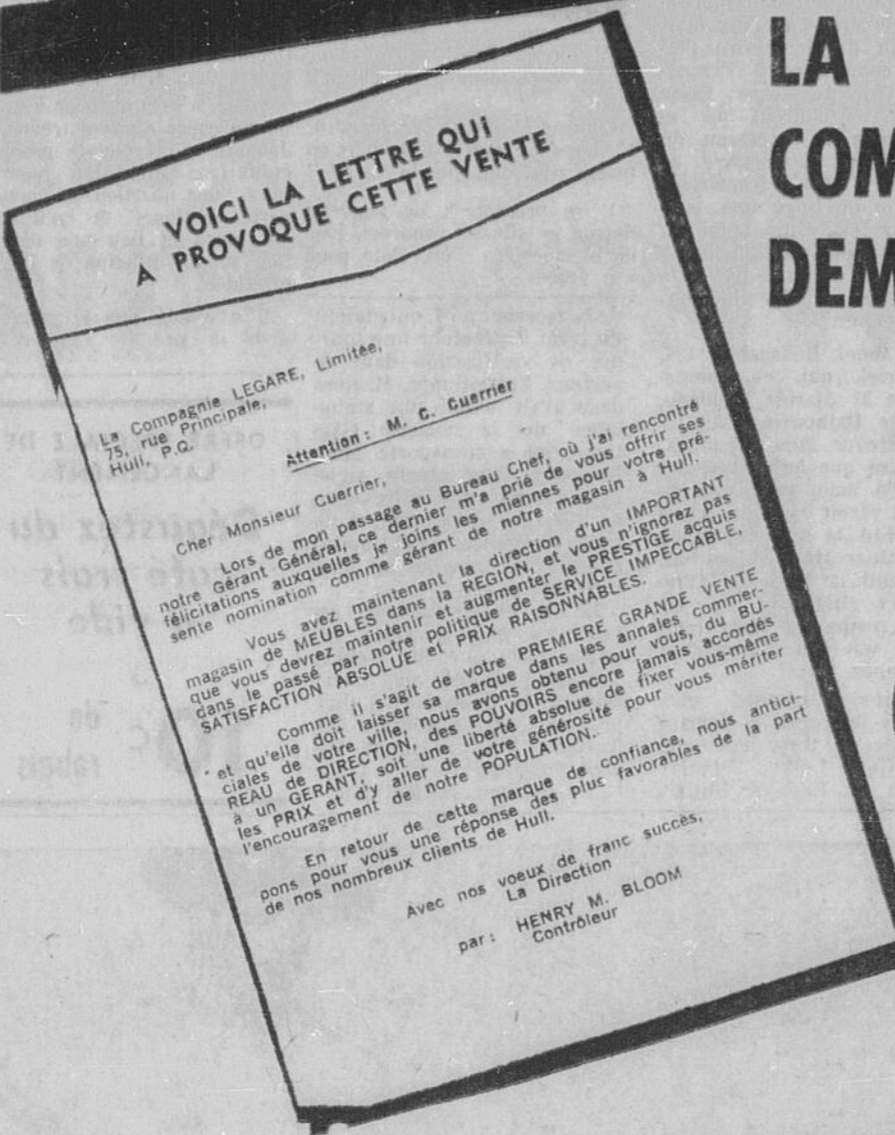 VOICI LA LETTRE QUI
A PROVOQUE CETTE VENTE
La Compagnie LEGARE, Limitée,
75, rue Principale,
Hull, P.Q.
Attention : M. C. Cuerrier
Cher Monsieur Cuerrier,
Lors de mon passage au Bureau Chef, où j'ai rencontré
notre Gérant Général, ce dernier m'a prié de vous offrir ses
félicitations auxquelles je joins les miennes pour votre pré-
sente nomination comme gérant de notre magasin à Hull.
Vous avez maintenant la direction d'un IMPORTANT
magasin de MEUBLES dans la REGION, et vous n'ignorez pas
que vous devrez maintenir et augmenter le PRESTIGE acquis
dans le passé par notre politique de SERVICE IMPECCABLE,
SATISFACTION ABSOLUE et PRIX RAISONNABLES.
Comme il s'agit de votre PREMIERE GRANDE VENTE
et qu'elle doit laisser sa marque dans les annales commer-
ciales de votre ville, nous avons obtenu pour vous, du BU-
REAU de DIRECTION, des POUVOIRS encore jamais accordés
à un GERANT, soit une liberté absolue de fixer vous-même
les PRIX et d'y aller de votre générosité pour vous mériter
l'encouragement de notre POPULATION.
En retour de cette marque de confiance, nous antici-
pons pour vous une réponse des plus favorables de la part
de nos nombreux clients de Hull.
Avec nos voeux de franc succès,
La Direction
par : HENRY M. BLOOM
Contrôleur
LA
COM
DEM